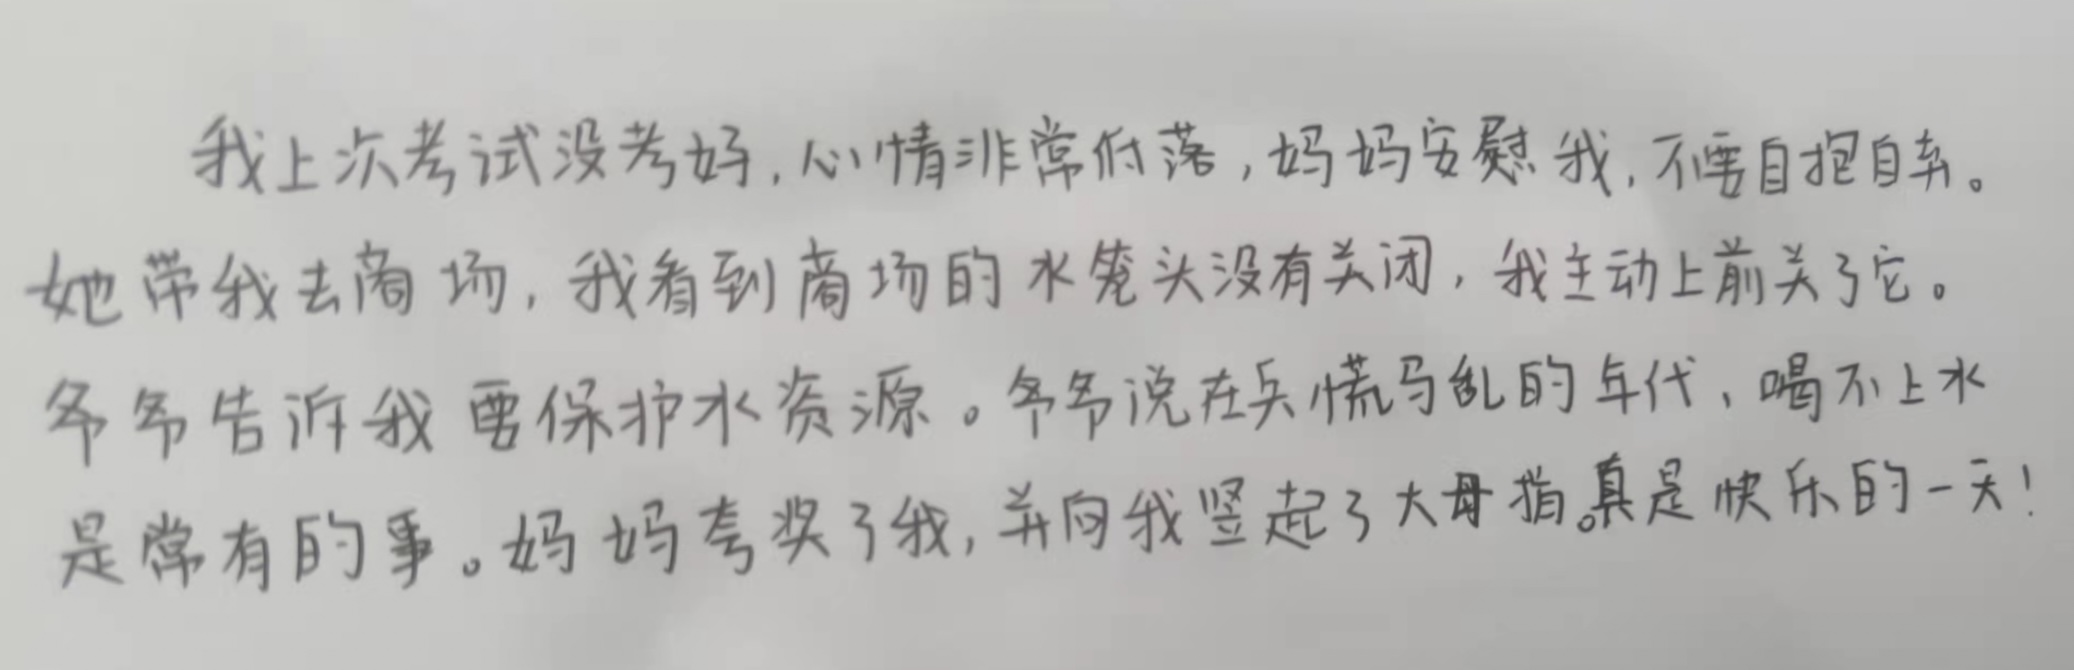 我上次考试没考好，心情非常付落，妈妈安慰我，不要自抱自弃。
她带我去商场，我看到商场的水笼头没有关闭，我主动上前关了它。
爷爷告诉我要保护水资源。爷爷说在兵慌马乱的年代，喝不上水
是常有的事。妈妈夸奖了我，并向我竖起了大母指。真是快乐的一天！